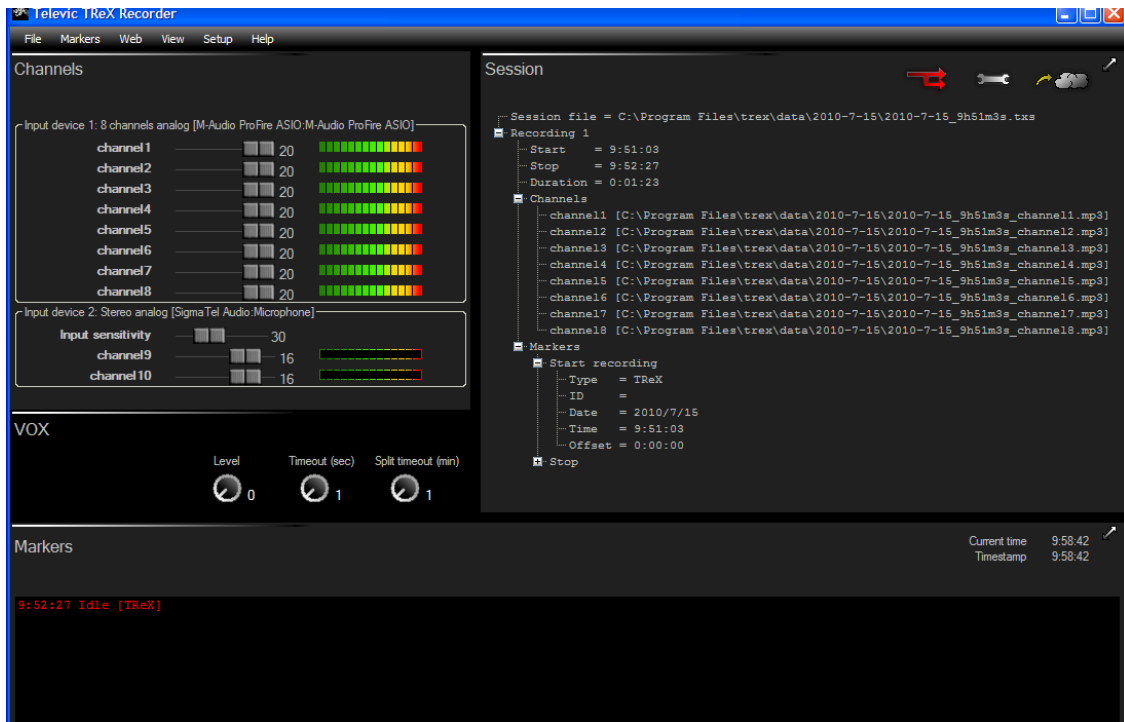 Televic TReX Recorder
File Markers Web View Setup Help
Channels
Input device 1: 8 channels analog [M-Audio ProFire ASIO:M-Audio ProFire ASIO]
channel1 20
channel2 20
channel3 20
channel4 20
channel5 20
channel6 20
channel7 20
channel8 20
Input device 2: Stereo analog [SigmaTel Audio:Microphone]
Input sensitivity 30
channel9 16
channel10 16
VOX
Level Timeout (sec) Split timeout (min)
0 1 1
Session
Session file = C:\Program Files\trex\data\2010-7-15\2010-7-15_9h51m3s.txs
Recording 1
Start = 9:51:03
Stop = 9:52:27
Duration = 0:01:23
Channels
channel1 [C:\Program Files\trex\data\2010-7-15\2010-7-15_9h51m3s_channel1.mp3]
channel2 [C:\Program Files\trex\data\2010-7-15\2010-7-15_9h51m3s_channel2.mp3]
channel3 [C:\Program Files\trex\data\2010-7-15\2010-7-15_9h51m3s_channel3.mp3]
channel4 [C:\Program Files\trex\data\2010-7-15\2010-7-15_9h51m3s_channel4.mp3]
channel5 [C:\Program Files\trex\data\2010-7-15\2010-7-15_9h51m3s_channel5.mp3]
channel6 [C:\Program Files\trex\data\2010-7-15\2010-7-15_9h51m3s_channel6.mp3]
channel7 [C:\Program Files\trex\data\2010-7-15\2010-7-15_9h51m3s_channel7.mp3]
channel8 [C:\Program Files\trex\data\2010-7-15\2010-7-15_9h51m3s_channel8.mp3]
Markers
Start recording
Type = TReX
ID =
Date = 2010/7/15
Time = 9:51:03
Offset = 0:00:00
Stop
Markers
Current time 9:58:42
Timestamp 9:58:42
9:52:27 Idle [TReX]